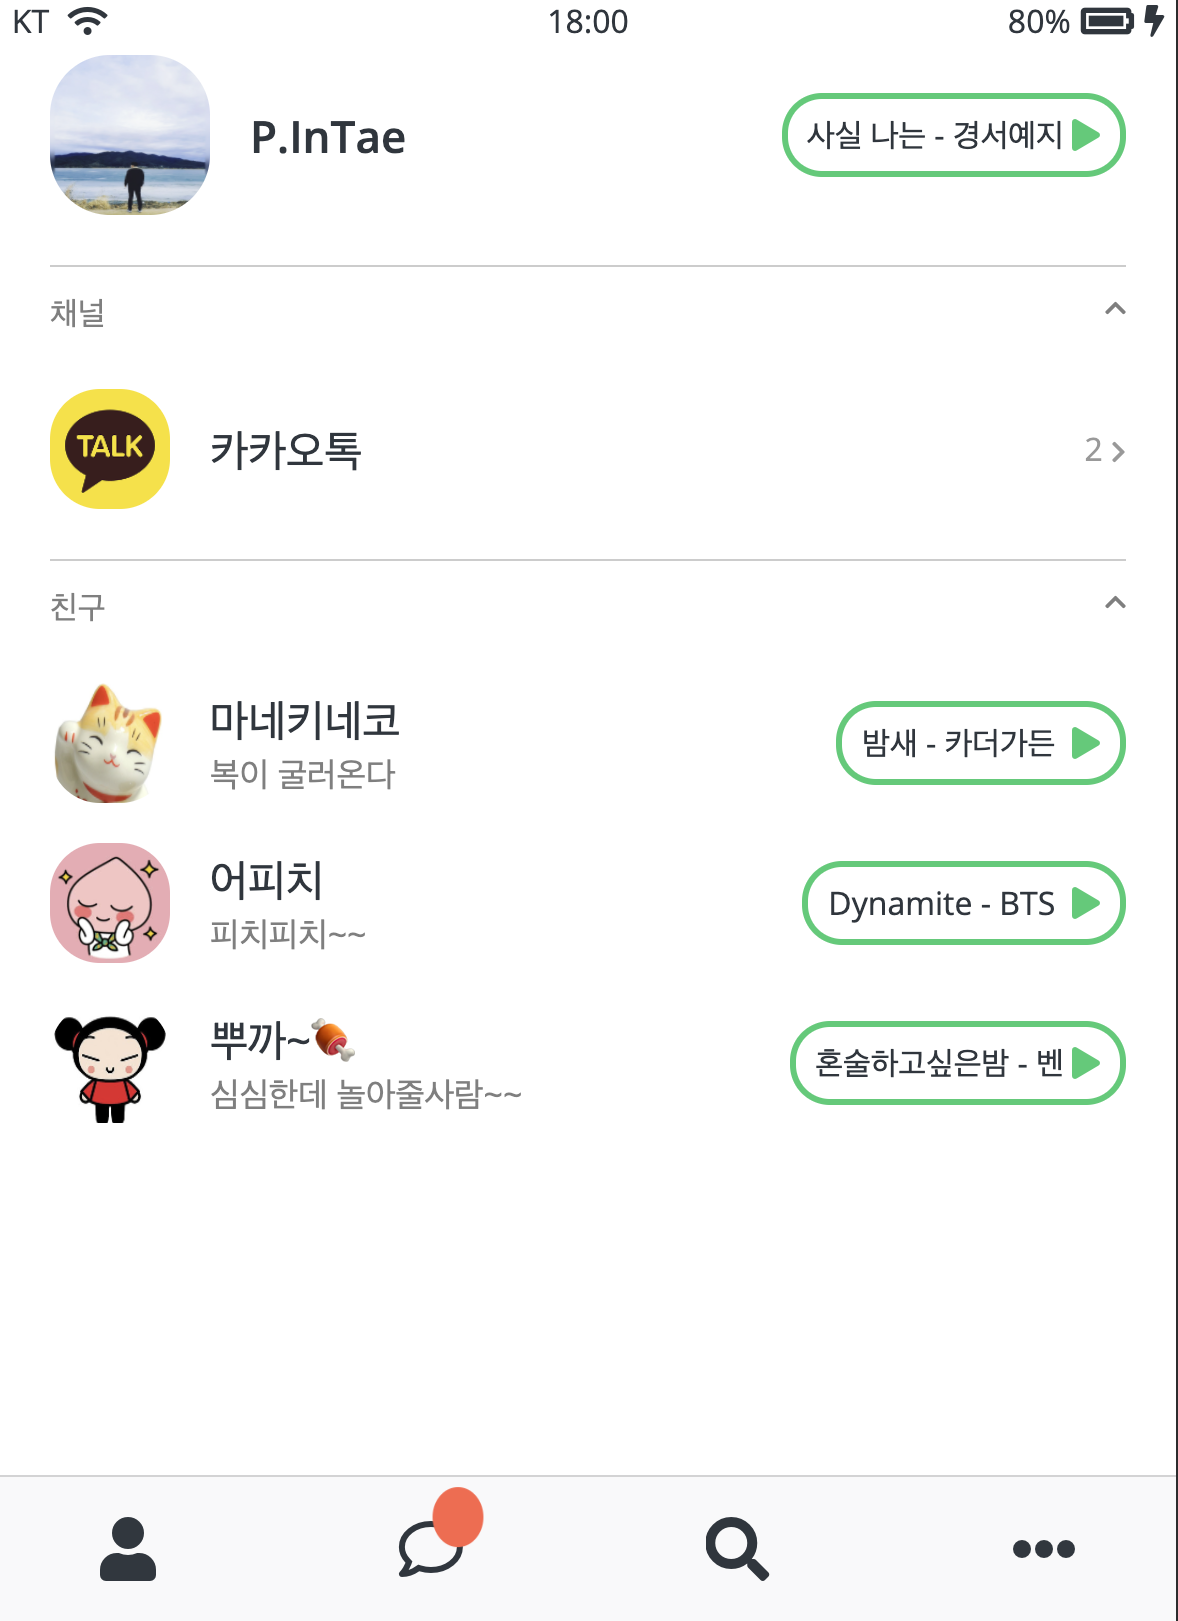 KT 18:00 80%
P.InTae 사실 나는 - 경서예지
채널
TALK 카카오톡 2
친구
마네키네코
복이 굴러온다
밤새 - 카더가든
어피치
피치피치~~
Dynamite - BTS
뿌까~🍖
심심한데 놀아줄사람~~
혼술하고싶은밤 - 벤